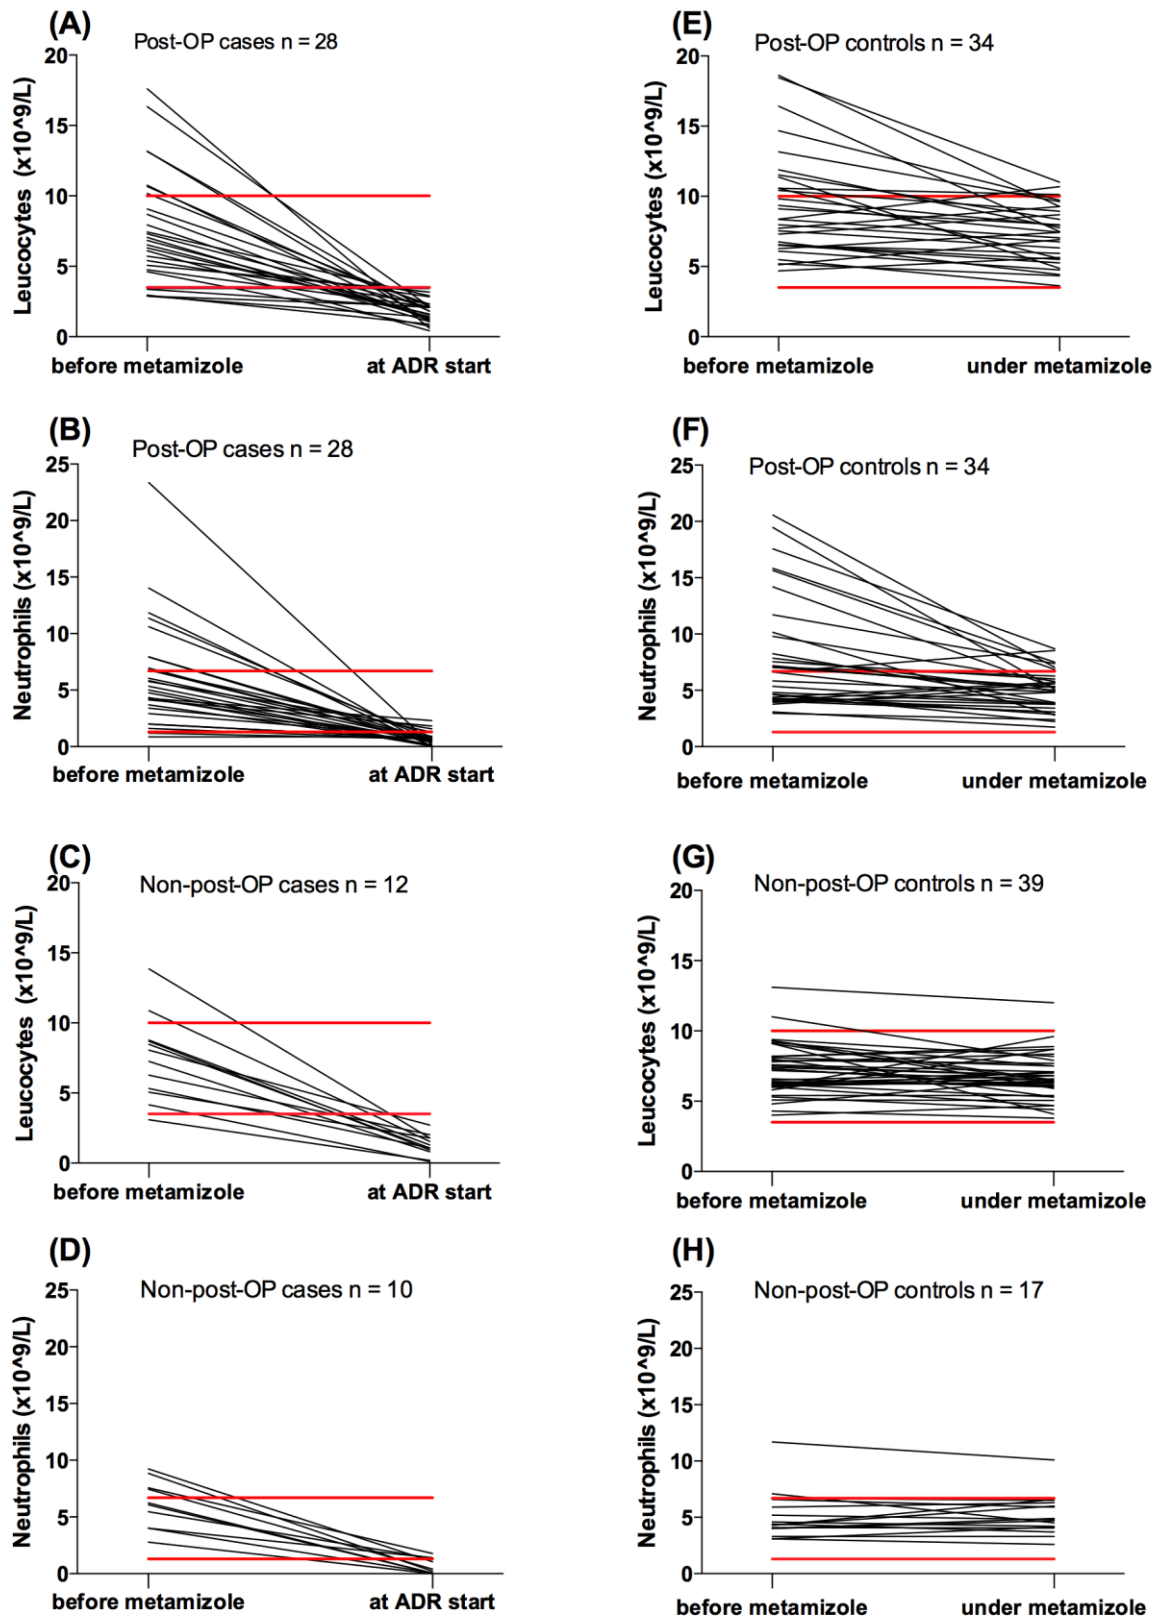 (A)
Post-OP cases n = 28
Leucocytes (x10^9/L)
20
15
10
5
0
before metamizole
at ADR start
(E)
Post-OP controls n = 34
Leucocytes (x10^9/L)
20
15
10
5
0
before metamizole
under metamizole
(B)
Post-OP cases n = 28
Neutrophils (x10^9/L)
25
20
15
10
5
0
before metamizole
at ADR start
(F)
Post-OP controls n = 34
Neutrophils (x10^9/L)
25
20
15
10
5
0
before metamizole
under metamizole
(C)
Non-post-OP cases n = 12
Leucocytes (x10^9/L)
20
15
10
5
0
before metamizole
at ADR start
(G)
Non-post-OP controls n = 39
Leucocytes (x10^9/L)
20
15
10
5
0
before metamizole
under metamizole
(D)
Non-post-OP cases n = 10
Neutrophils (x10^9/L)
25
20
15
10
5
0
before metamizole
at ADR start
(H)
Non-post-OP controls n = 17
Neutrophils (x10^9/L)
25
20
15
10
5
0
before metamizole
under metamizole